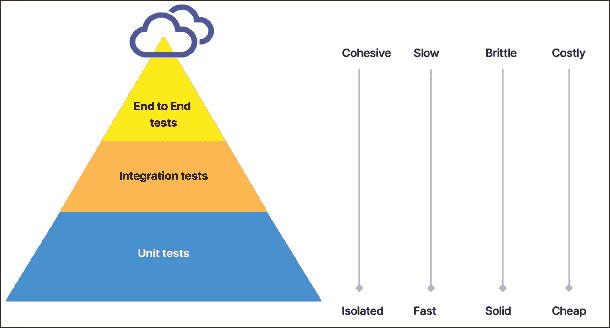 End to End
tests
Integration tests
Unit tests
Cohesive Slow Brittle Costly
Isolated Fast Solid Cheap